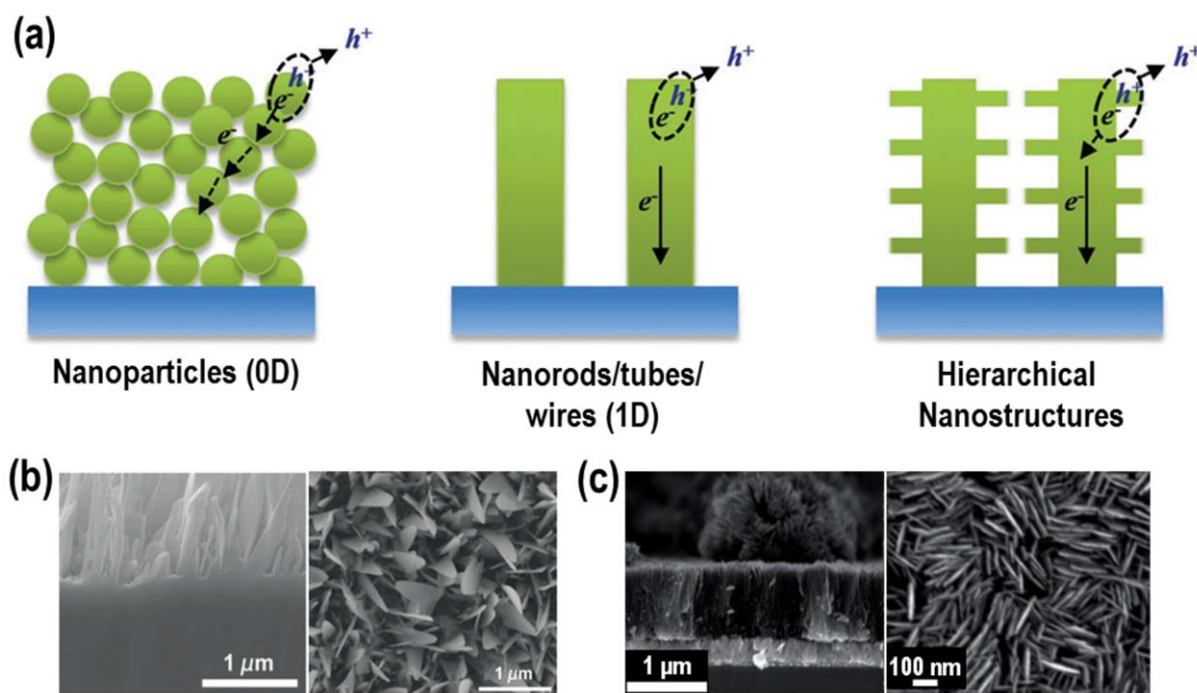 (a)
h⁺
h⁺
e⁻
e⁻
h⁺
h⁺
e⁻
e⁻
h⁺
h⁺
e⁻
e⁻
Nanoparticles (0D)
Nanorods/tubes/
wires (1D)
Hierarchical
Nanostructures
(b)
1 μm
1 μm
(c)
1 μm
100 nm